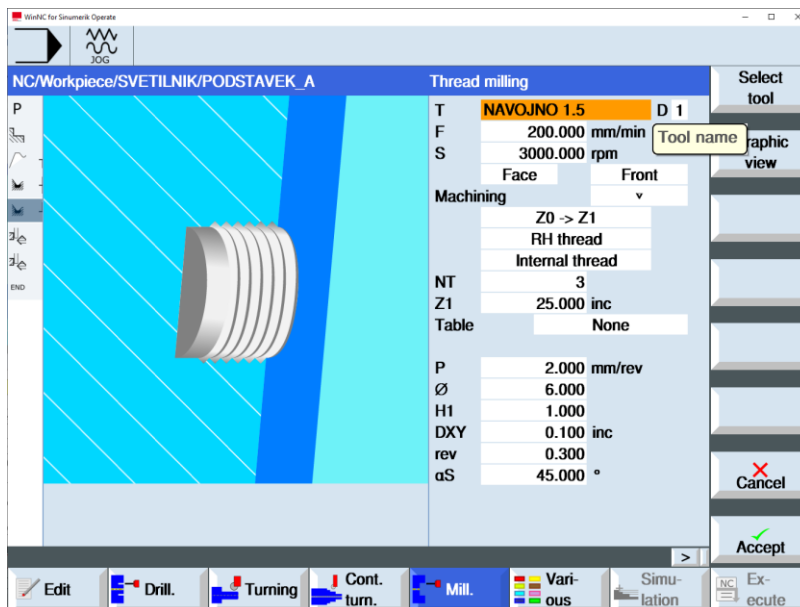 WinNC for Sinumerik Operate
JOG
NC/Workpiece/SVETILNIK/PODSTAVEK_A
Thread milling
Select
tool
P
T NAVOJNO 1.5 D 1
F 200.000 mm/min
Tool name
raphic
view
S 3000.000 rpm
Face Front
Machining v
Z0 -> Z1
RH thread
Internal thread
NT 3
Z1 25.000 inc
Table None
END
P 2.000 mm/rev
Ø 6.000
H1 1.000
DXY 0.100 inc
rev 0.300
αS 45.000 °
Cancel
Accept
>
Edit
Drill.
Turning
Cont.
turn.
Mill.
Vari-
ous
Simu-
lation
NC
Ex-
ecute